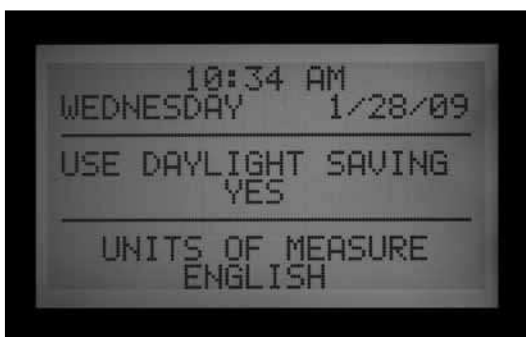 10:34 AM
WEDNESDAY 1/28/09
USE DAYLIGHT SAVING
YES
UNITS OF MEASURE
ENGLISH